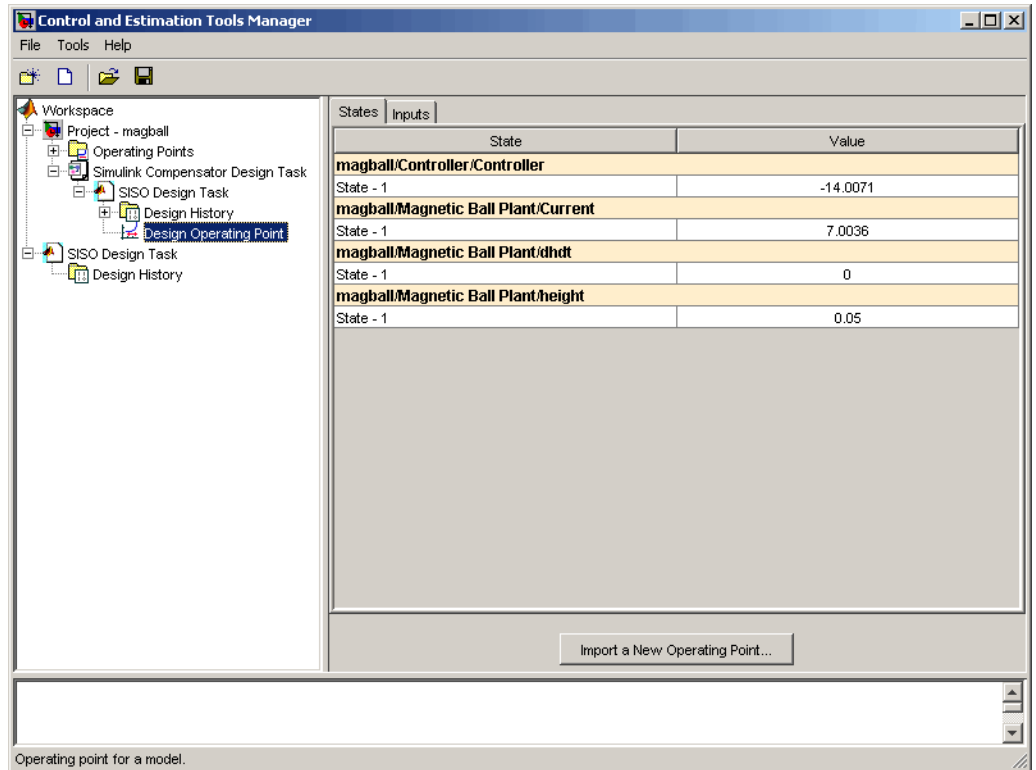 Control and Estimation Tools Manager
File Tools Help
Workspace
Project - magball
Operating Points
Simulink Compensator Design Task
SISO Design Task
Design History
Design Operating Point
SISO Design Task
Design History
States Inputs
State Value
magball/Controller/Controller
State - 1 -14.0071
magball/Magnetic Ball Plant/Current
State - 1 7.0036
magball/Magnetic Ball Plant/dhdt
State - 1 0
magball/Magnetic Ball Plant/height
State - 1 0.05
Import a New Operating Point...
Operating point for a model.